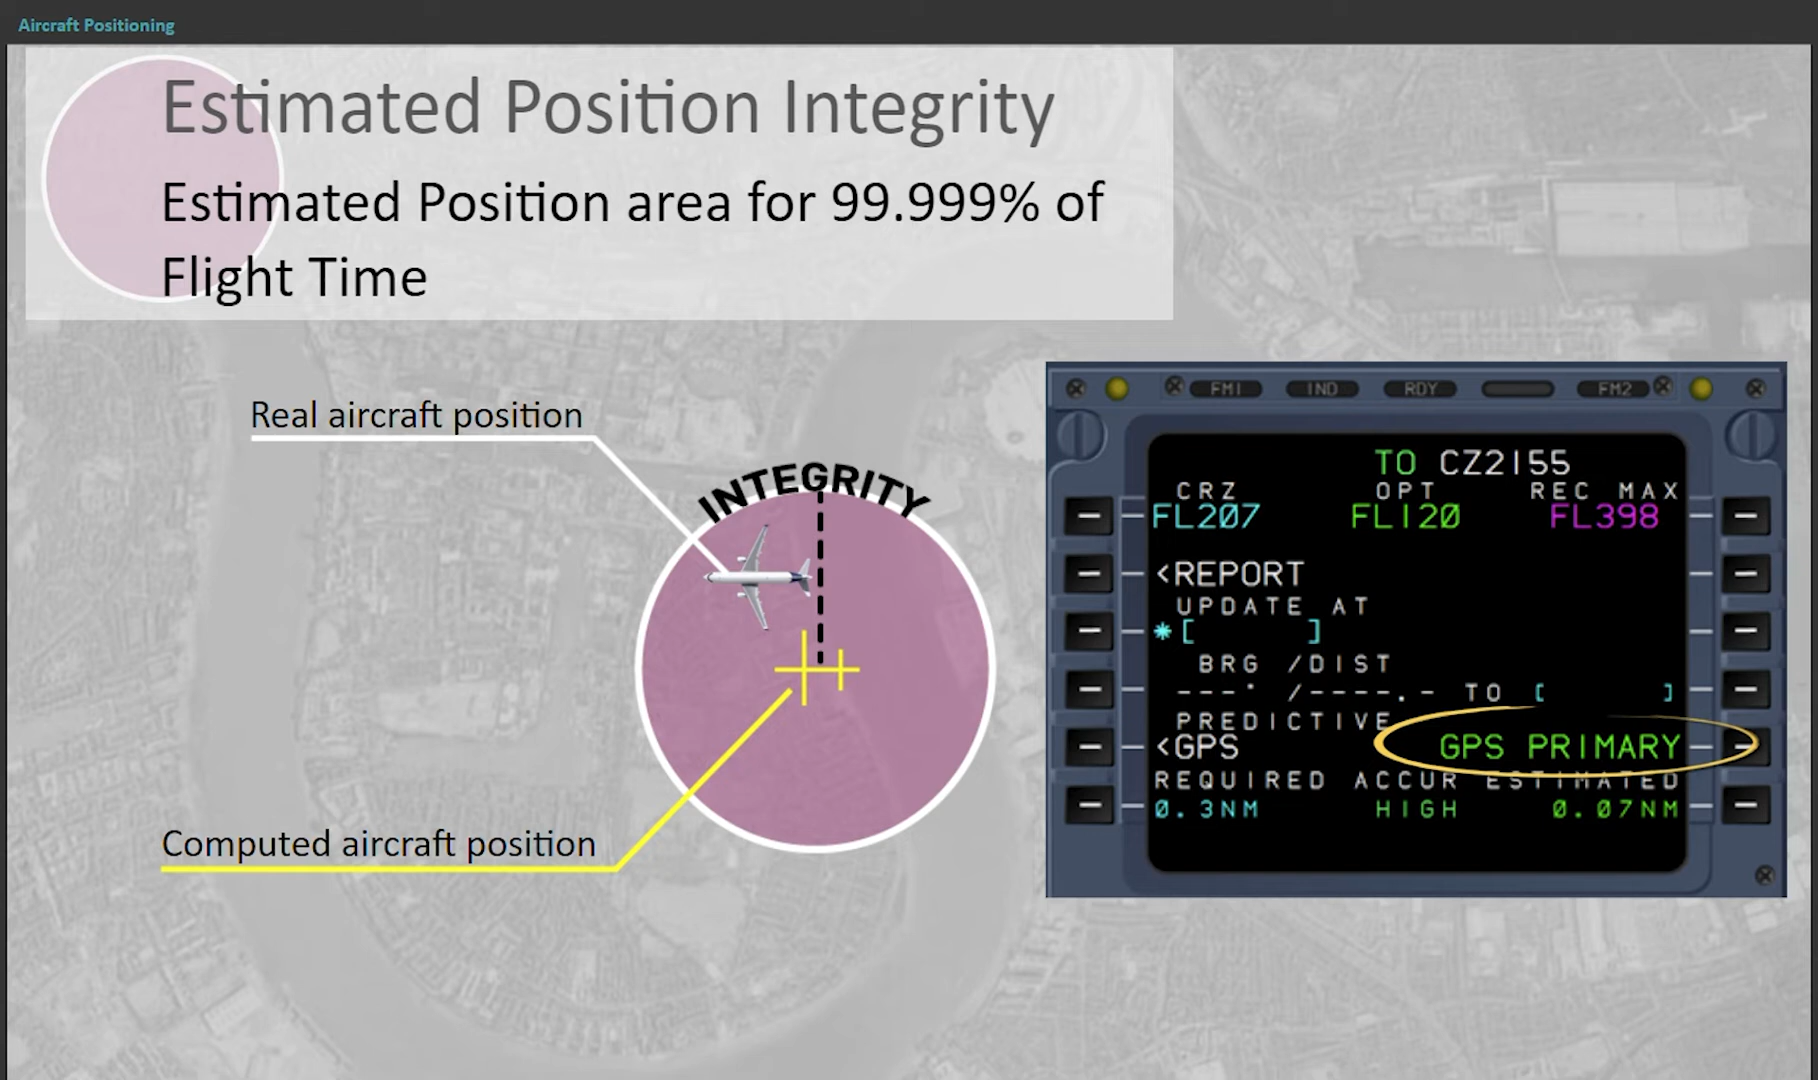 Aircraft Positioning
Estimated Position Integrity
Estimated Position area for 99.999% of
Flight Time
Real aircraft position
INTEGRITY
Computed aircraft position
FM1 IND RDY FM2
TO CZ2155
CRZ OPT REC MAX
FL207 FL120 FL398
<REPORT
UPDATE AT
*[ ]
BRG /DIST
---° /----.- TO [ ]
PREDICTIVE
<GPS GPS PRIMARY
REQUIRED ACCUR ESTIMATED
0.3NM HIGH 0.07NM